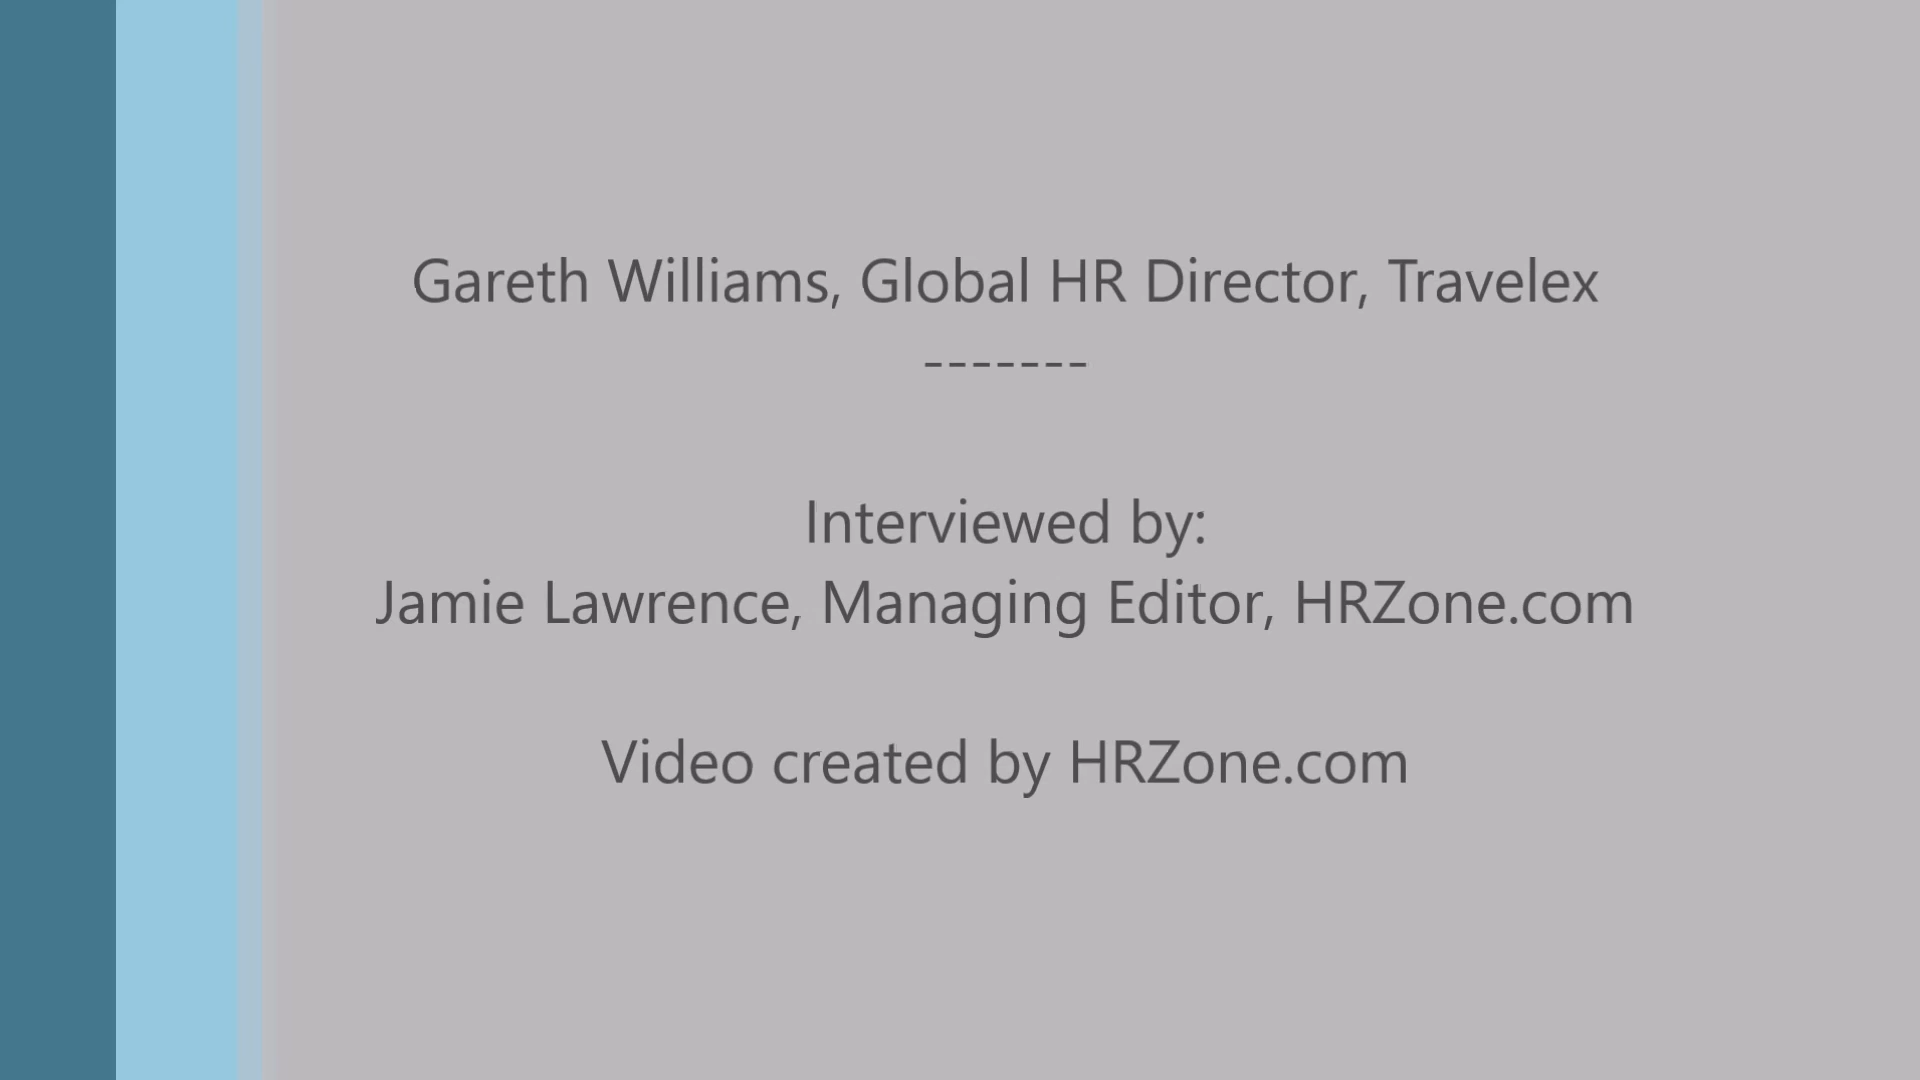 Gareth Williams, Global HR Director, Travelex
-------
Interviewed by:
Jamie Lawrence, Managing Editor, HRZone.com
Video created by HRZone.com